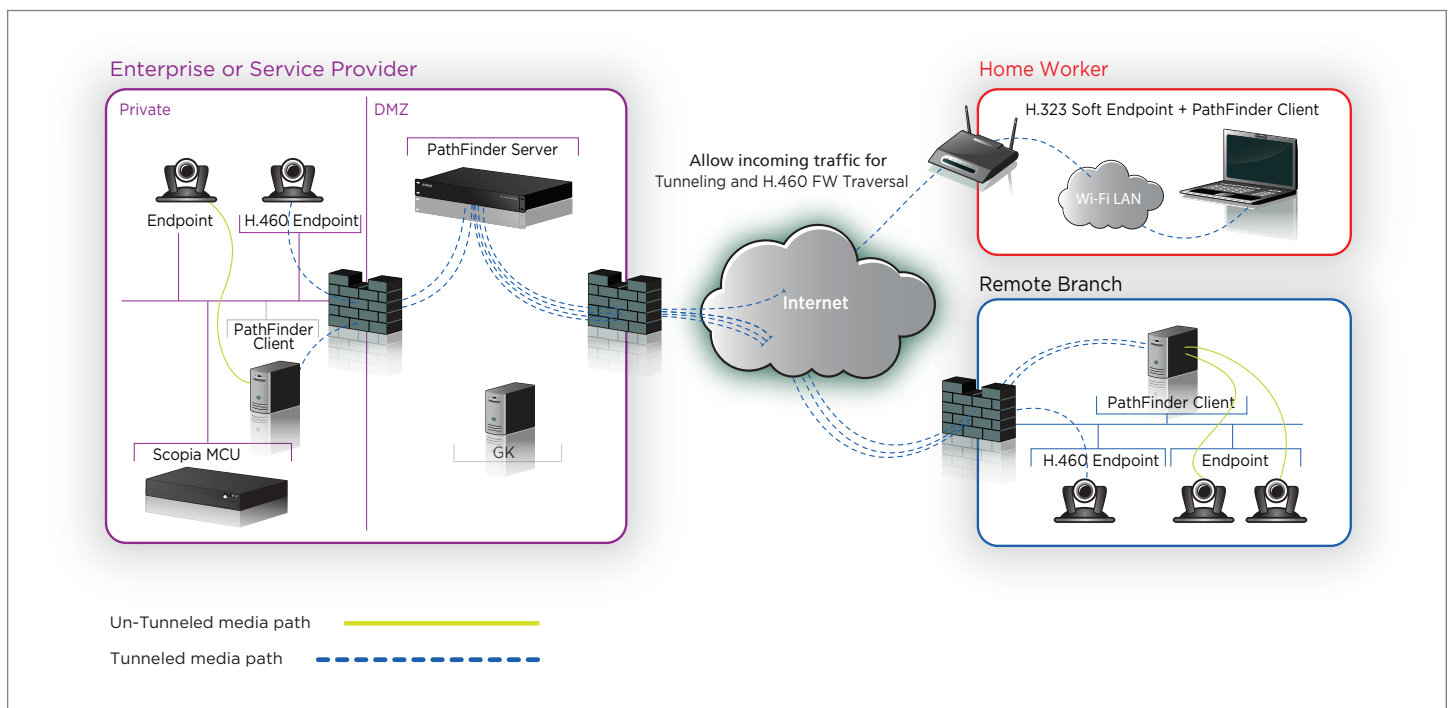 Enterprise or Service Provider
Private
DMZ
PathFinder Server
Endpoint
H.460 Endpoint
PathFinder
Client
Scopia MCU
GK
Allow incoming traffic for
Tunneling and H.460 FW Traversal
Internet
Home Worker
H.323 Soft Endpoint + PathFinder Client
Wi-Fi LAN
Remote Branch
PathFinder Client
H.460 Endpoint
Endpoint
Un-Tunneled media path
Tunneled media path